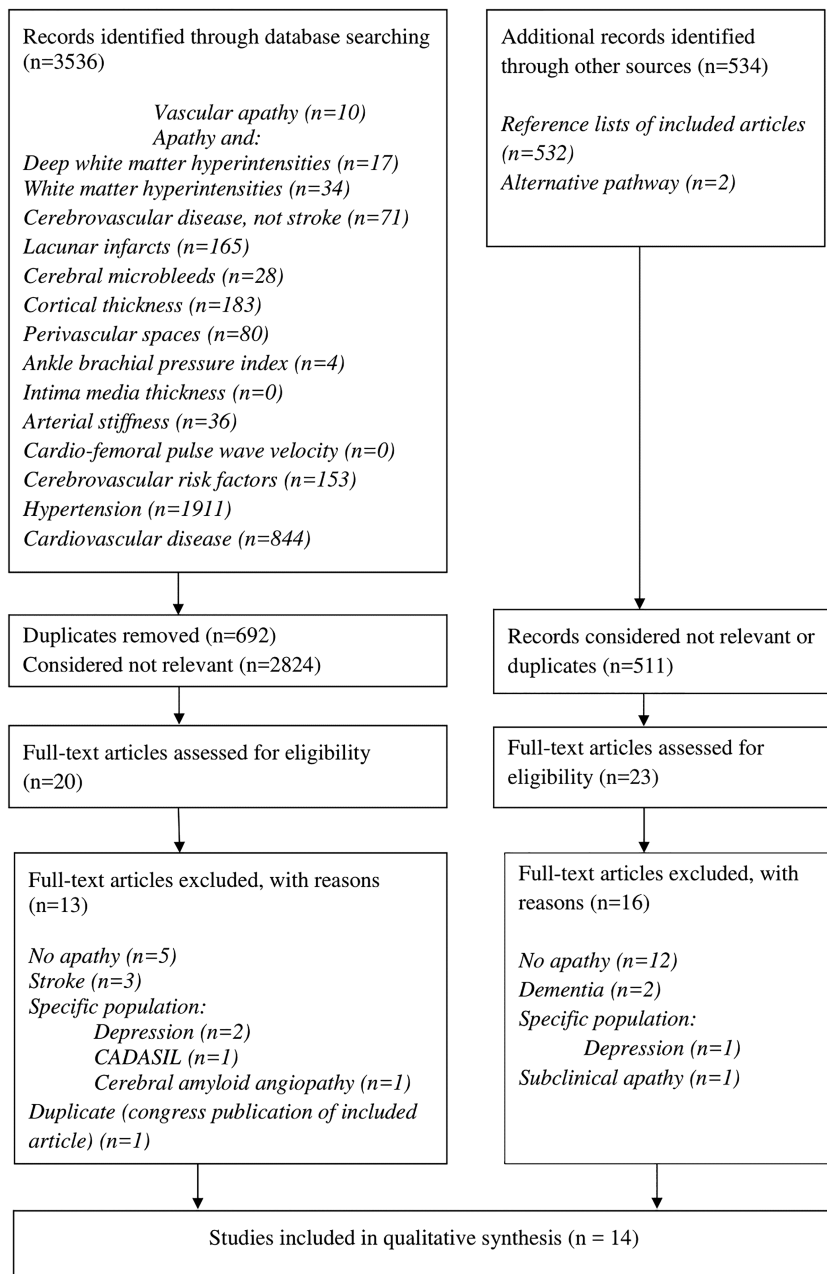 Records identified through database searching
(n=3536)
Vascular apathy (n=10)
Apathy and:
Deep white matter hyperintensities (n=17)
White matter hyperintensities (n=34)
Cerebrovascular disease, not stroke (n=71)
Lacunar infarcts (n=165)
Cerebral microbleeds (n=28)
Cortical thickness (n=183)
Perivascular spaces (n=80)
Ankle brachial pressure index (n=4)
Intima media thickness (n=0)
Arterial stiffness (n=36)
Cardio-femoral pulse wave velocity (n=0)
Cerebrovascular risk factors (n=153)
Hypertension (n=1911)
Cardiovascular disease (n=844)
Additional records identified
through other sources (n=534)
Reference lists of included articles
(n=532)
Alternative pathway (n=2)
Duplicates removed (n=692)
Considered not relevant (n=2824)
Records considered not relevant or
duplicates (n=511)
Full-text articles assessed for eligibility
(n=20)
Full-text articles assessed for
eligibility (n=23)
Full-text articles excluded, with reasons
(n=13)
No apathy (n=5)
Stroke (n=3)
Specific population:
Depression (n=2)
CADASIL (n=1)
Cerebral amyloid angiopathy (n=1)
Duplicate (congress publication of included
article) (n=1)
Full-text articles excluded, with
reasons (n=16)
No apathy (n=12)
Dementia (n=2)
Specific population:
Depression (n=1)
Subclinical apathy (n=1)
Studies included in qualitative synthesis (n = 14)